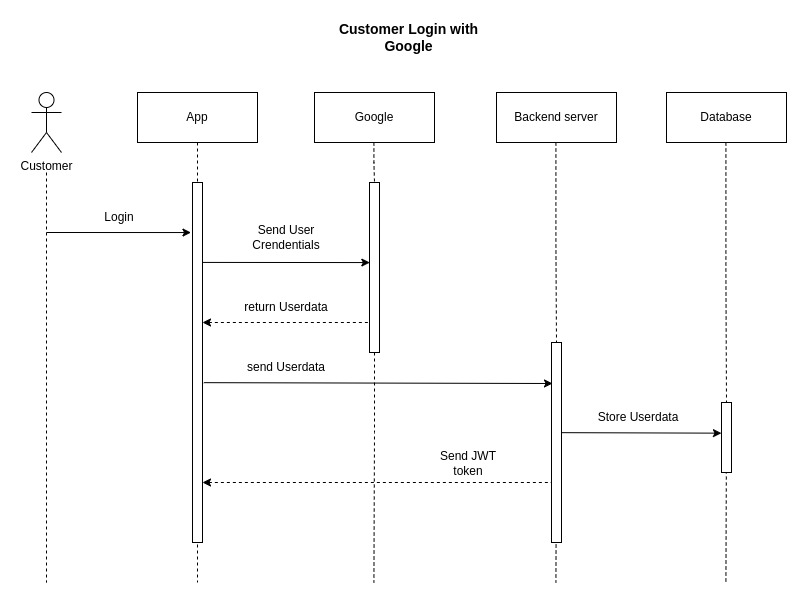 Customer Login with
Google
App
Google
Backend server
Database
Customer
Login
Send User
Crendentials
return Userdata
send Userdata
Store Userdata
Send JWT
token